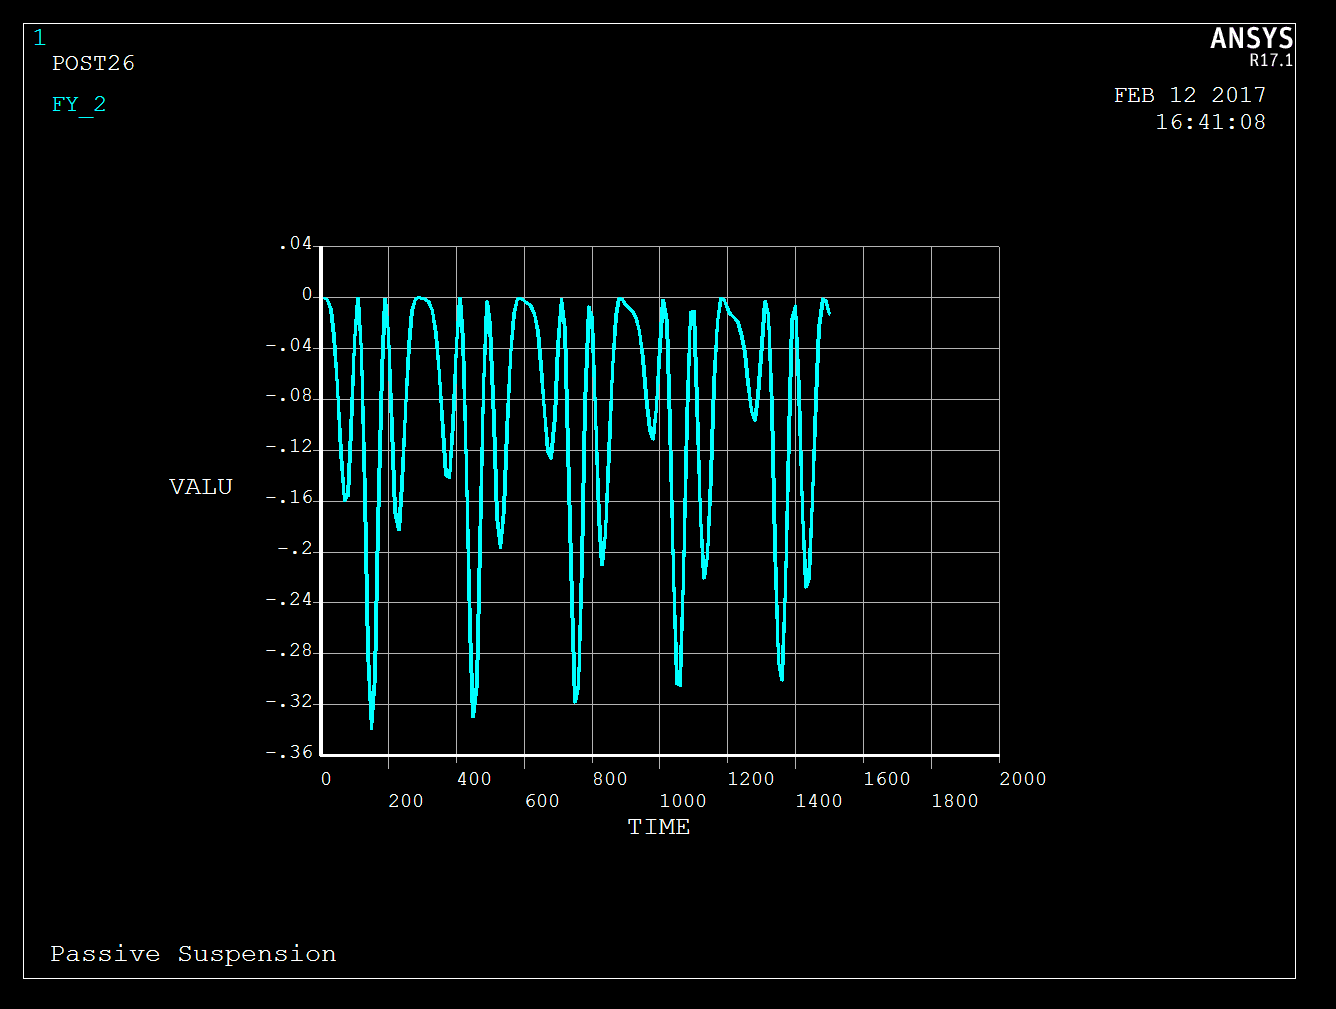 1
ANSYS
R17.1
POST26
FEB 12 2017
FY_2
16:41:08
.04
0
-.04
-.08
-.12
VALU
-.16
-.2
-.24
-.28
-.32
-.36
0 400 800 1200 1600 2000
200 600 1000 1400 1800
TIME
Passive Suspension